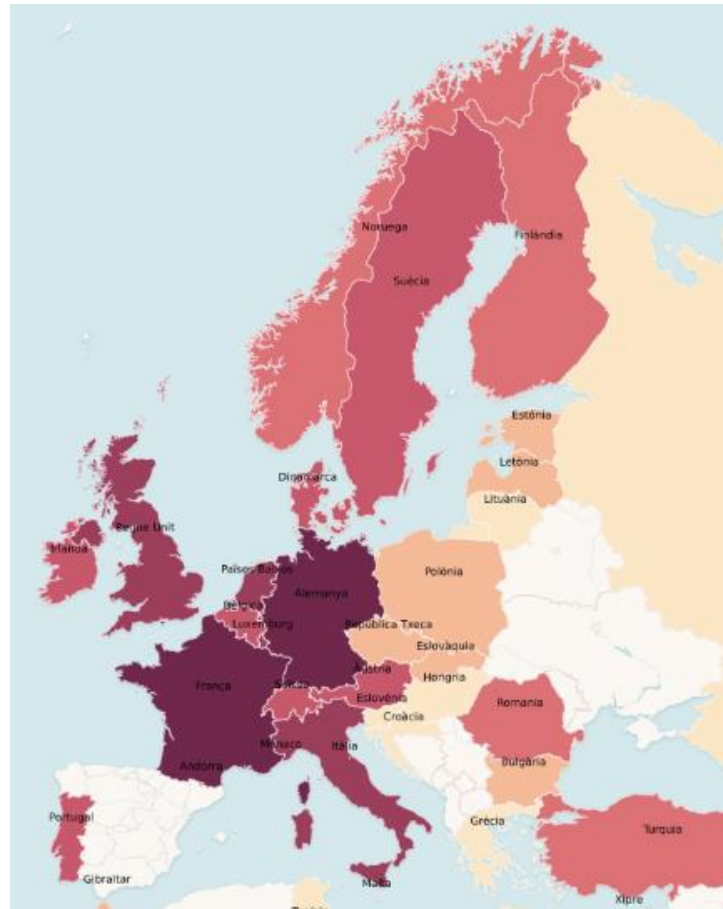 Noruega
Finlàndia
Suècia
Estònia
Letònia
Dinamarca
Lituània
Regne Unit
Irlanda
Països Baixos
Polònia
Alemanya
Bèlgica
Luxemburg
República Txeca
Eslovàquia
Àustria
Hongria
França
Suïssa
Eslovènia
Romania
Croàcia
Mònaco
Itàlia
Andorra
Bulgària
Portugal
Grècia
Turquia
Gibraltar
Malta
Xipre